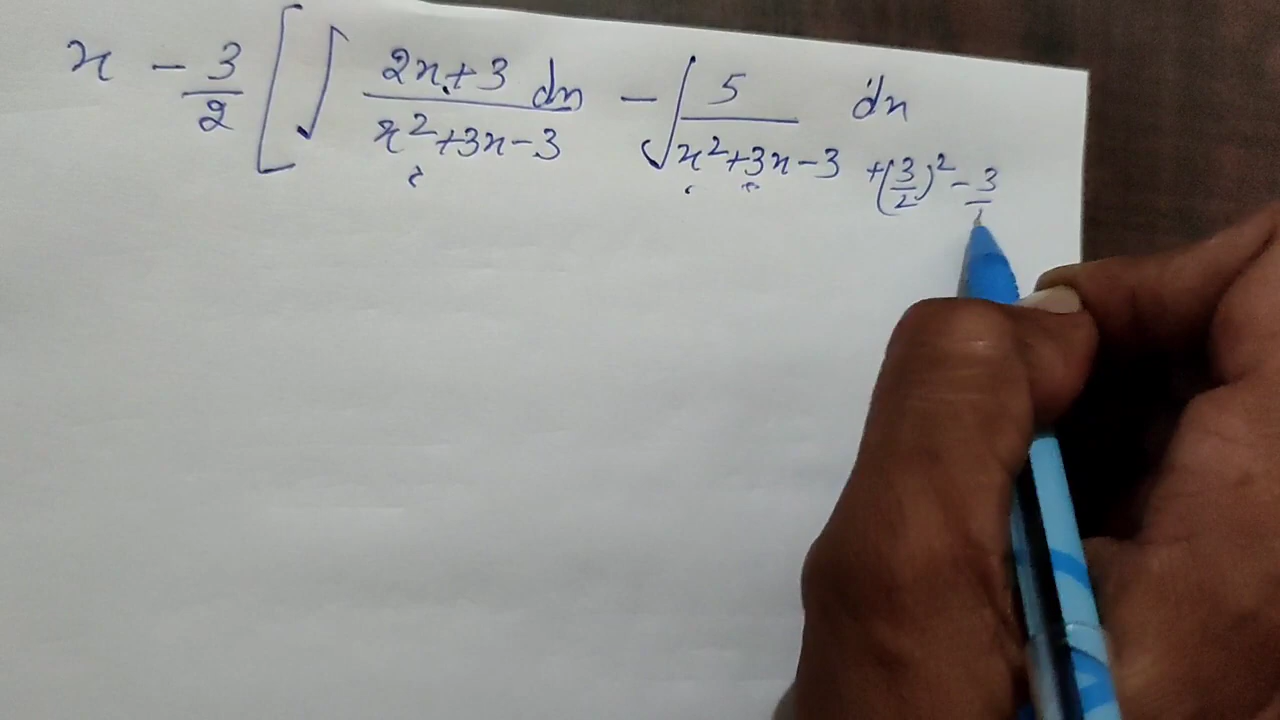 x - 3/2 [ ∫ 2x+3/x²+3x-3 dx - ∫ 5/x²+3x-3 +(3/2)² - 3/ dx